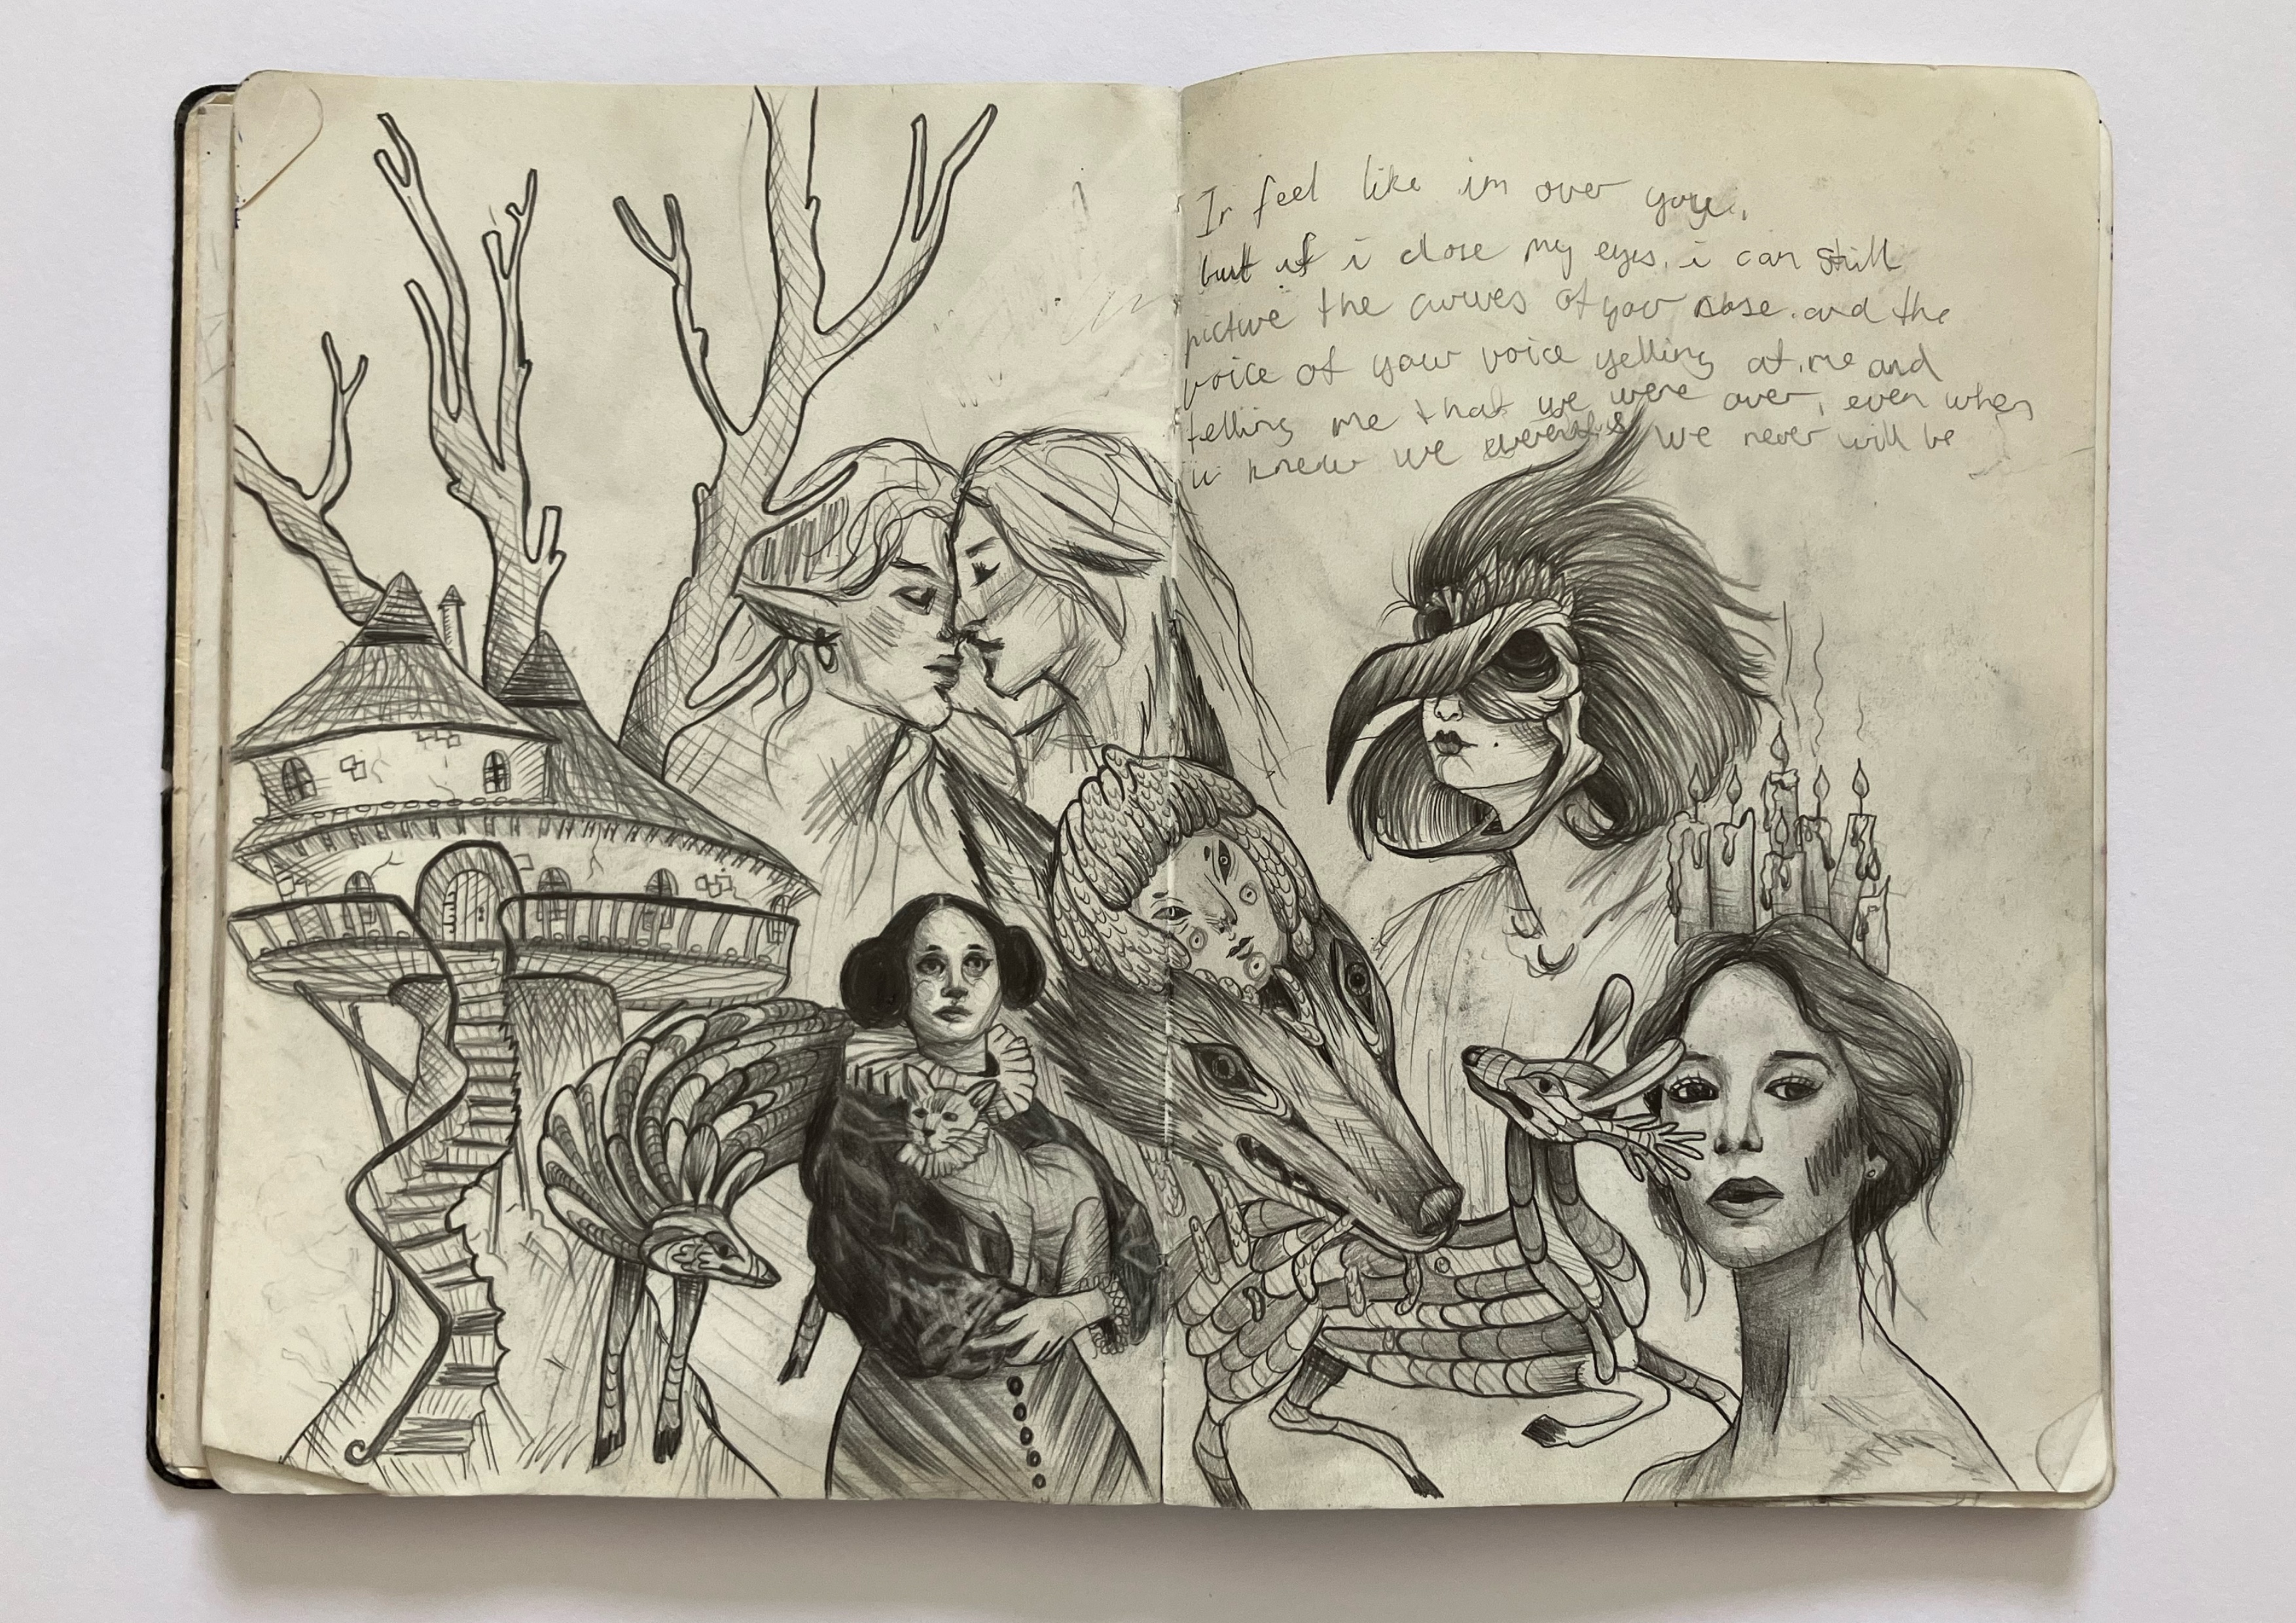 I feel like im over you,
but if i close my eyes, i can still
picture the curves of your nose. and the
voice of your voice yelling at me and
telling me that we were over, even when
i knew we we never will be